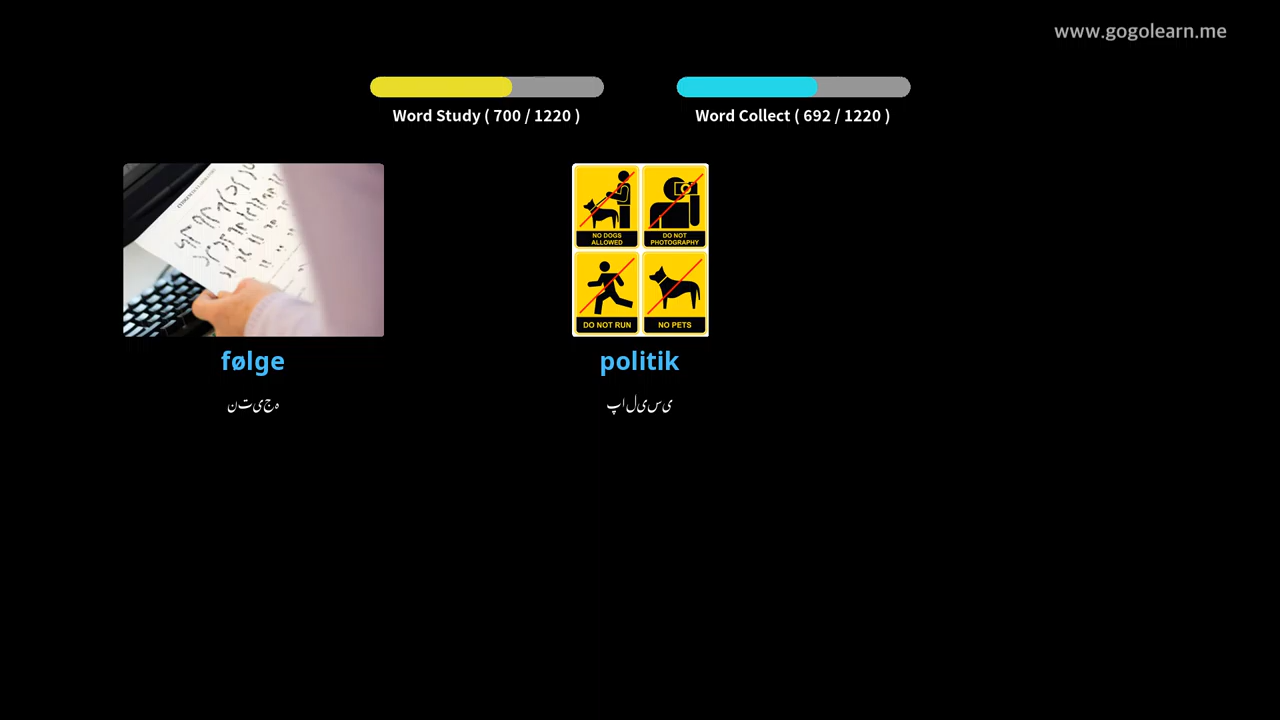 www.gogolearn.me
Word Study ( 700 / 1220 )
Word Collect ( 692 / 1220 )
NO DOGS
ALLOWED
DO NOT
PHOTOGRAPHY
DO NOT RUN
NO PETS
følge
politik
نتیجہ
پالیسی